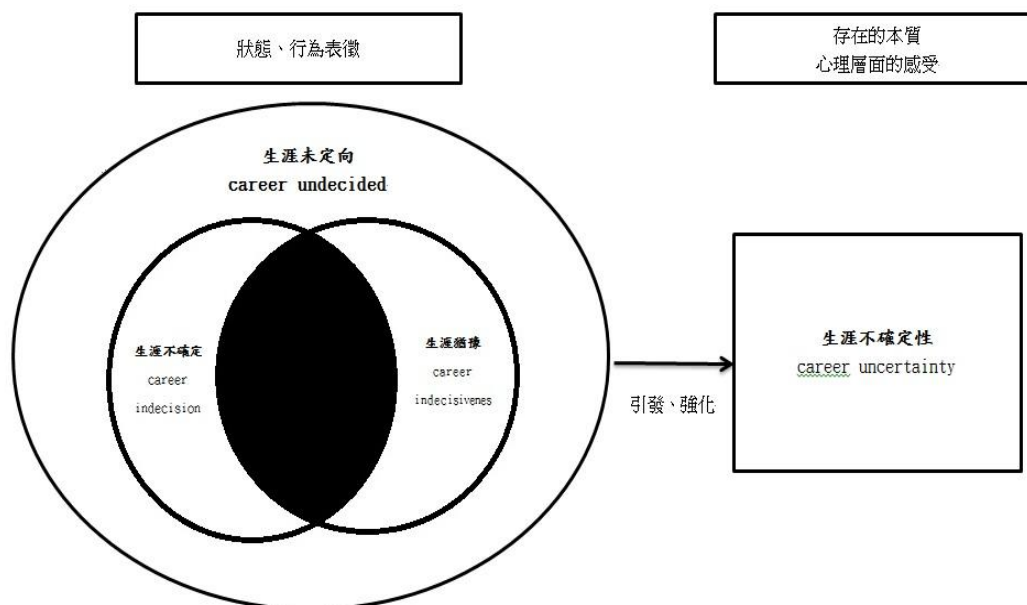 狀態、行為表徵
存在的本質
心理層面的感受
生涯未定向
career undecided
生涯不確定
career
indecision
生涯猶豫
career
indecisivenes
引發、強化
生涯不確定性
career uncertainty